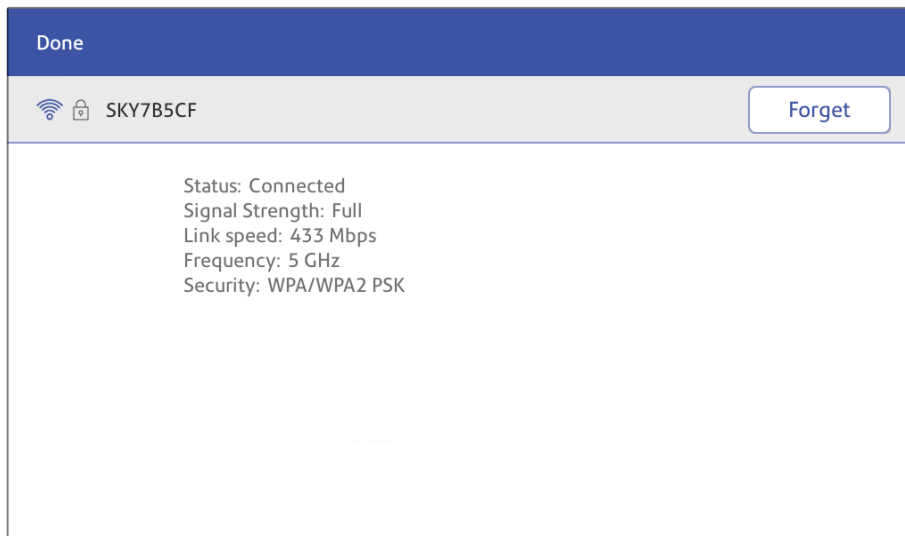 Done
SKY7B5CF
Forget
Status: Connected
Signal Strength: Full
Link speed: 433 Mbps
Frequency: 5 GHz
Security: WPA/WPA2 PSK